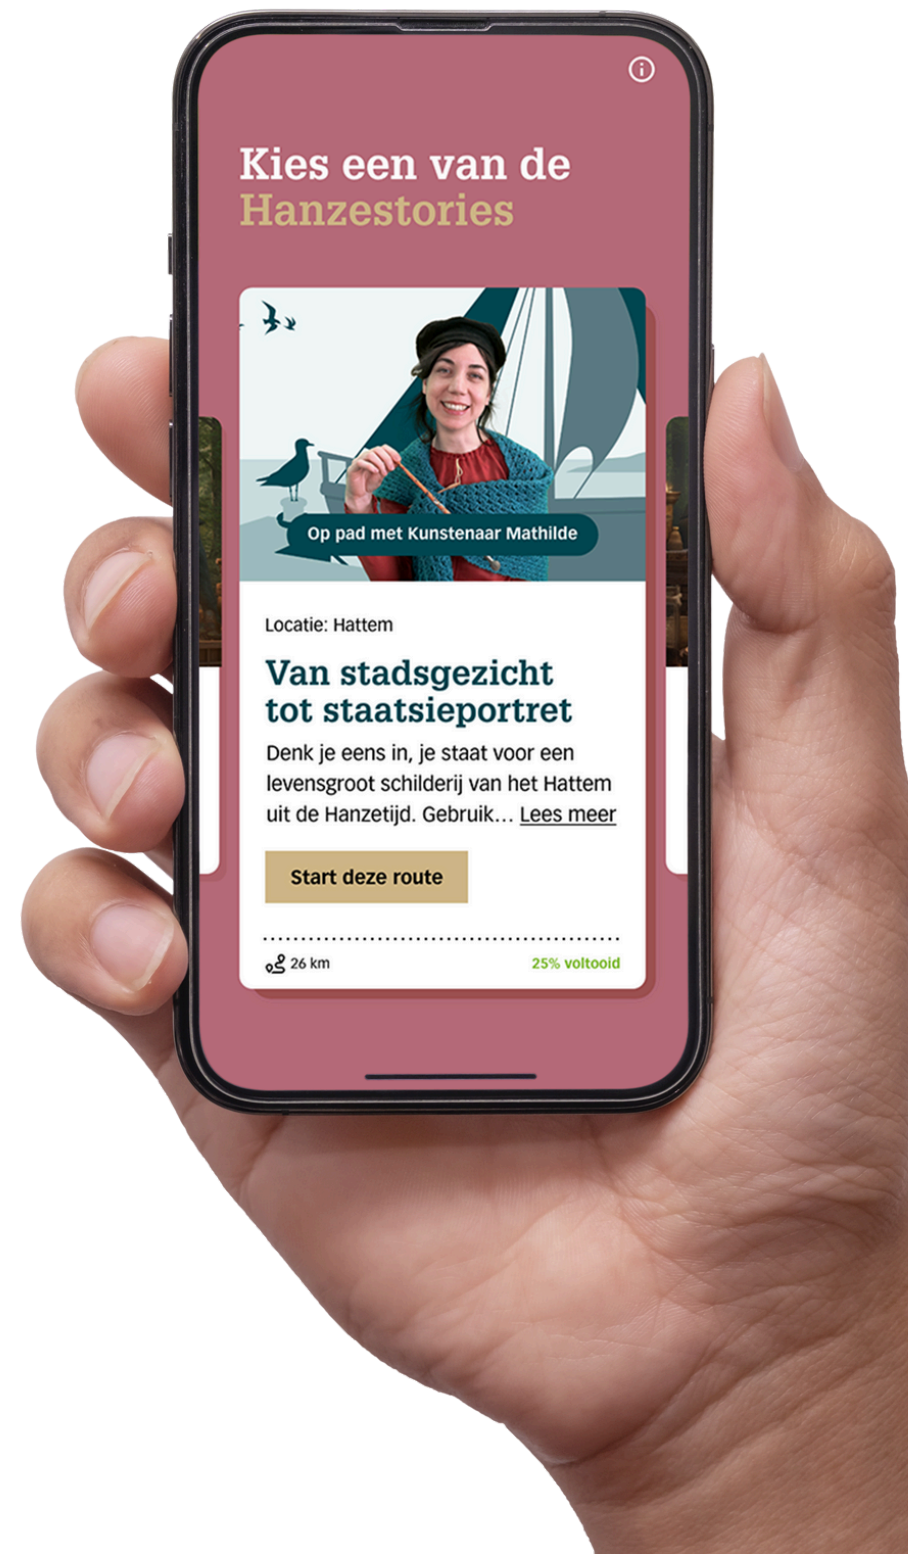 Kies een van de
Hanzestories
Op pad met Kunstenaar Mathilde
Locatie: Hattem
Van stadsgezicht
tot staatsieportret
Denk je eens in, je staat voor een
levensgroot schilderij van het Hattem
uit de Hanzetijd. Gebruik... Lees meer
Start deze route
26 km
25% voltooid